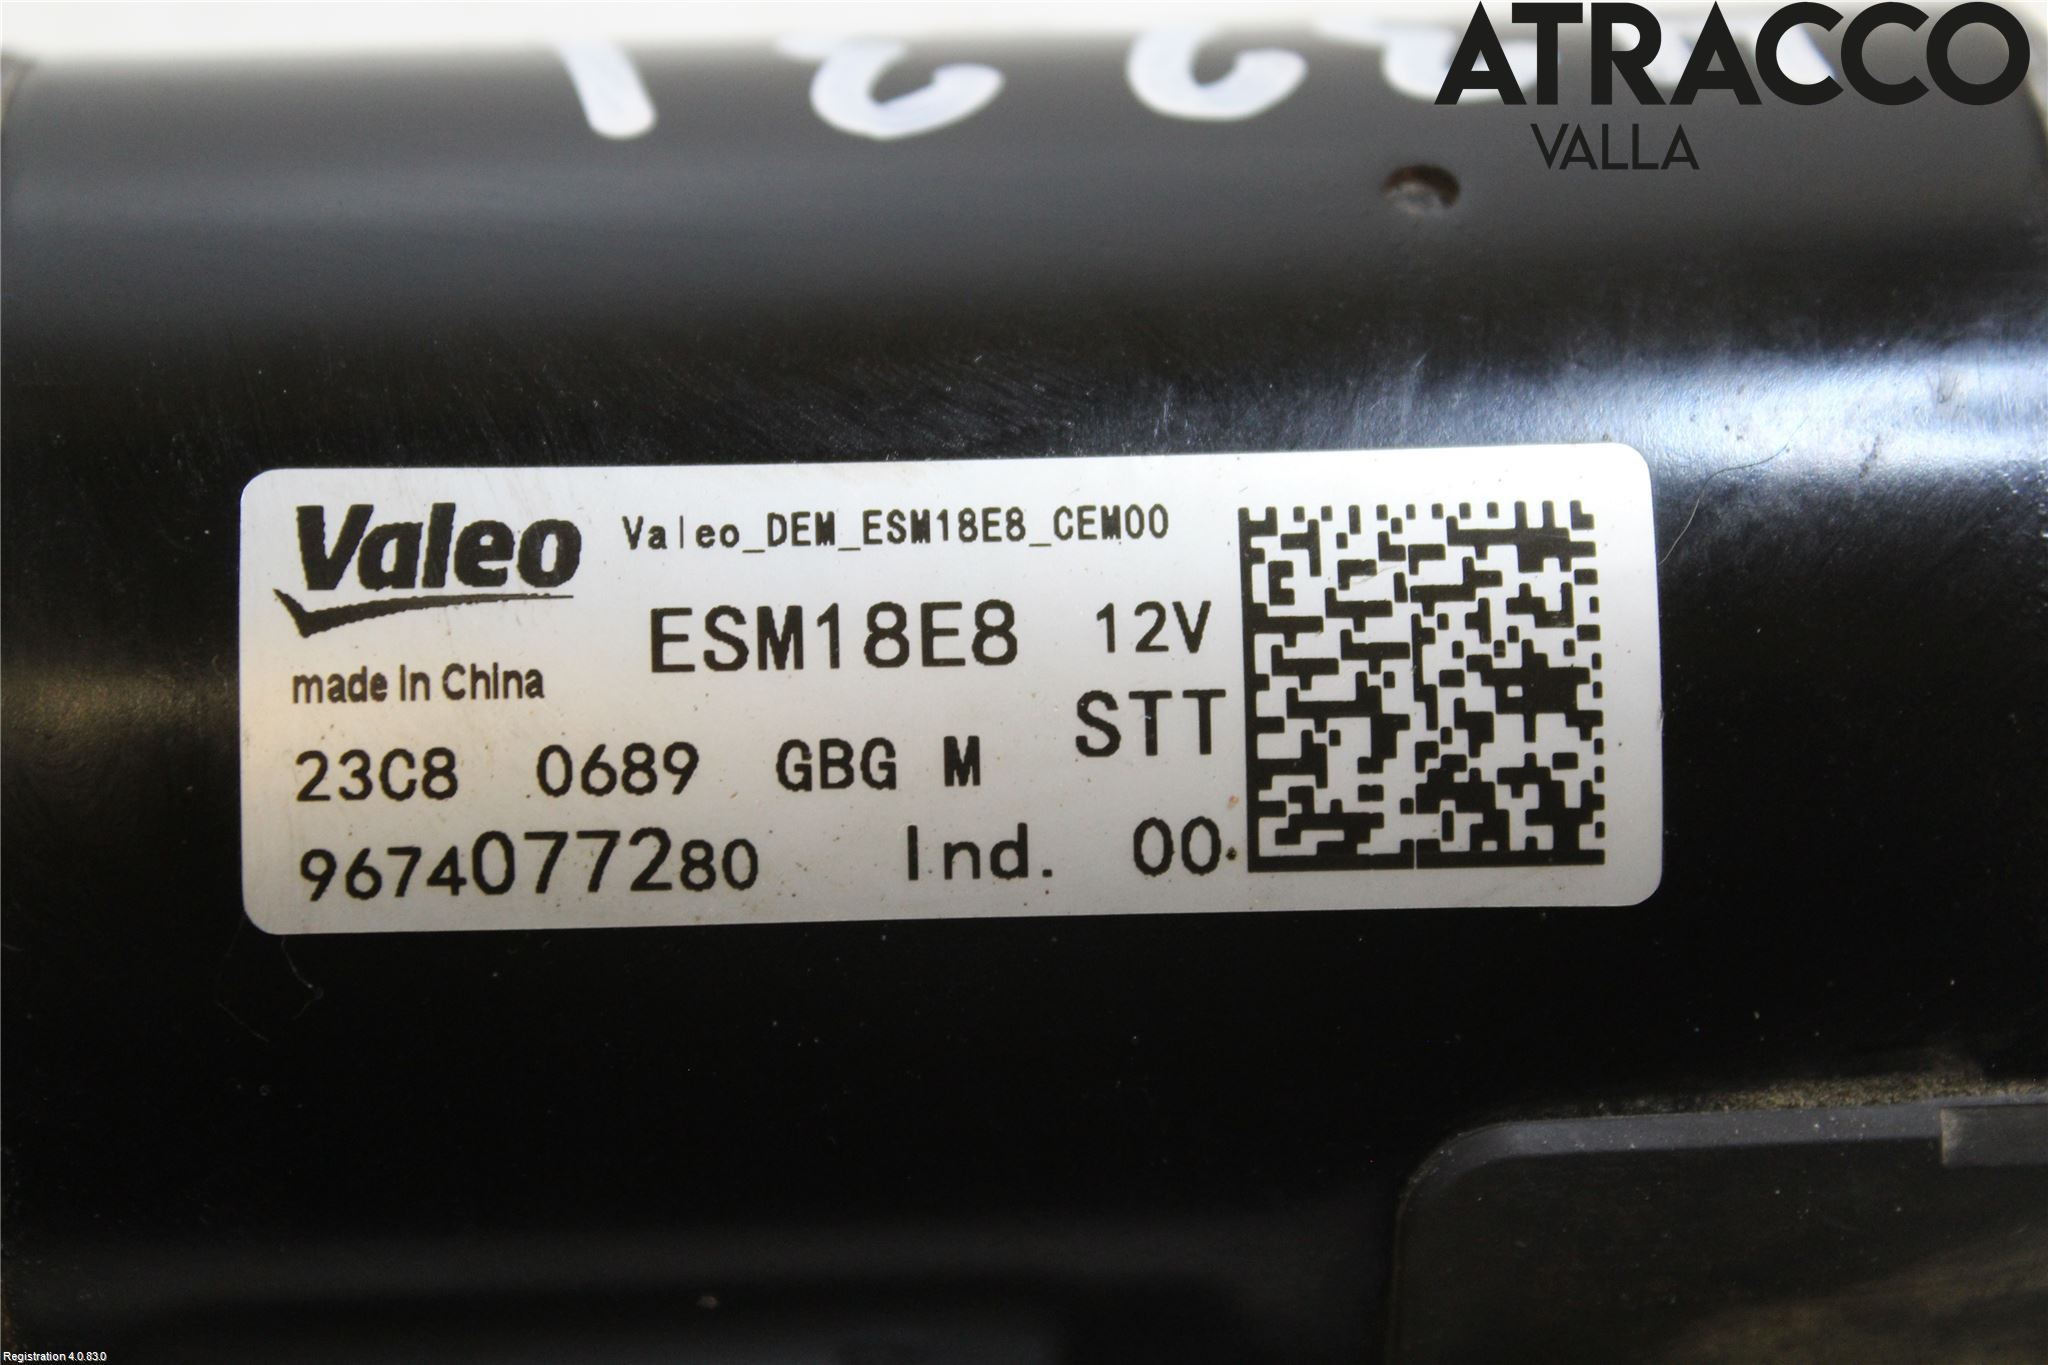 ATRACCO
VALLA
Valeo
Valeo_DEM_ESM18E8_CEM00
ESM18E8 12V
made in China
STT
23C8 0689 GBG M
9674077280 Ind. 00
Registration 4.0.83.0